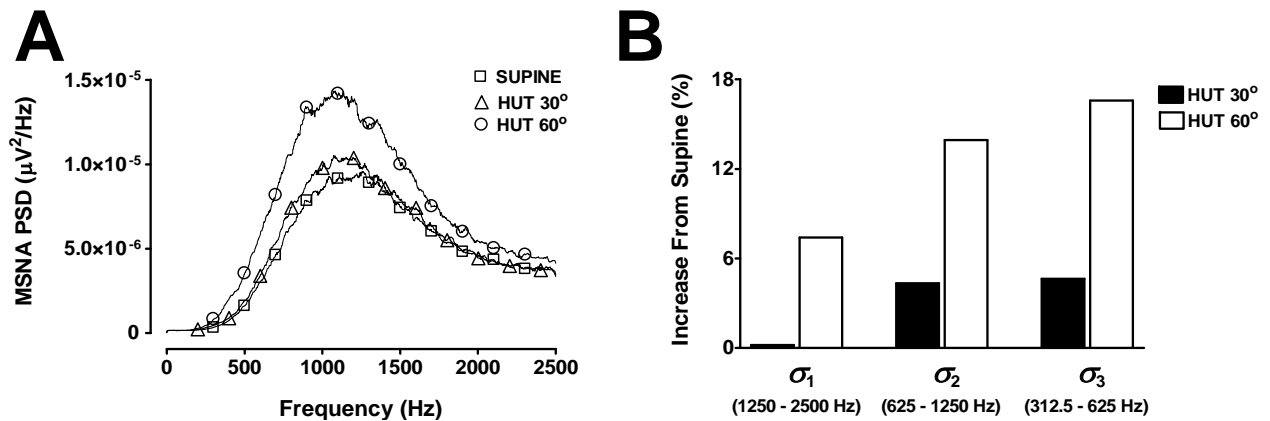 A
MSNA PSD (μV²/Hz)
1.5×10⁻⁵
1.0×10⁻⁵
5.0×10⁻⁶
0
0 500 1000 1500 2000 2500
Frequency (Hz)
SUPINE
HUT 30°
HUT 60°
B
Increase From Supine (%)
18
12
6
0
σ₁ σ₂ σ₃
(1250 - 2500 Hz) (625 - 1250 Hz) (312.5 - 625 Hz)
HUT 30°
HUT 60°